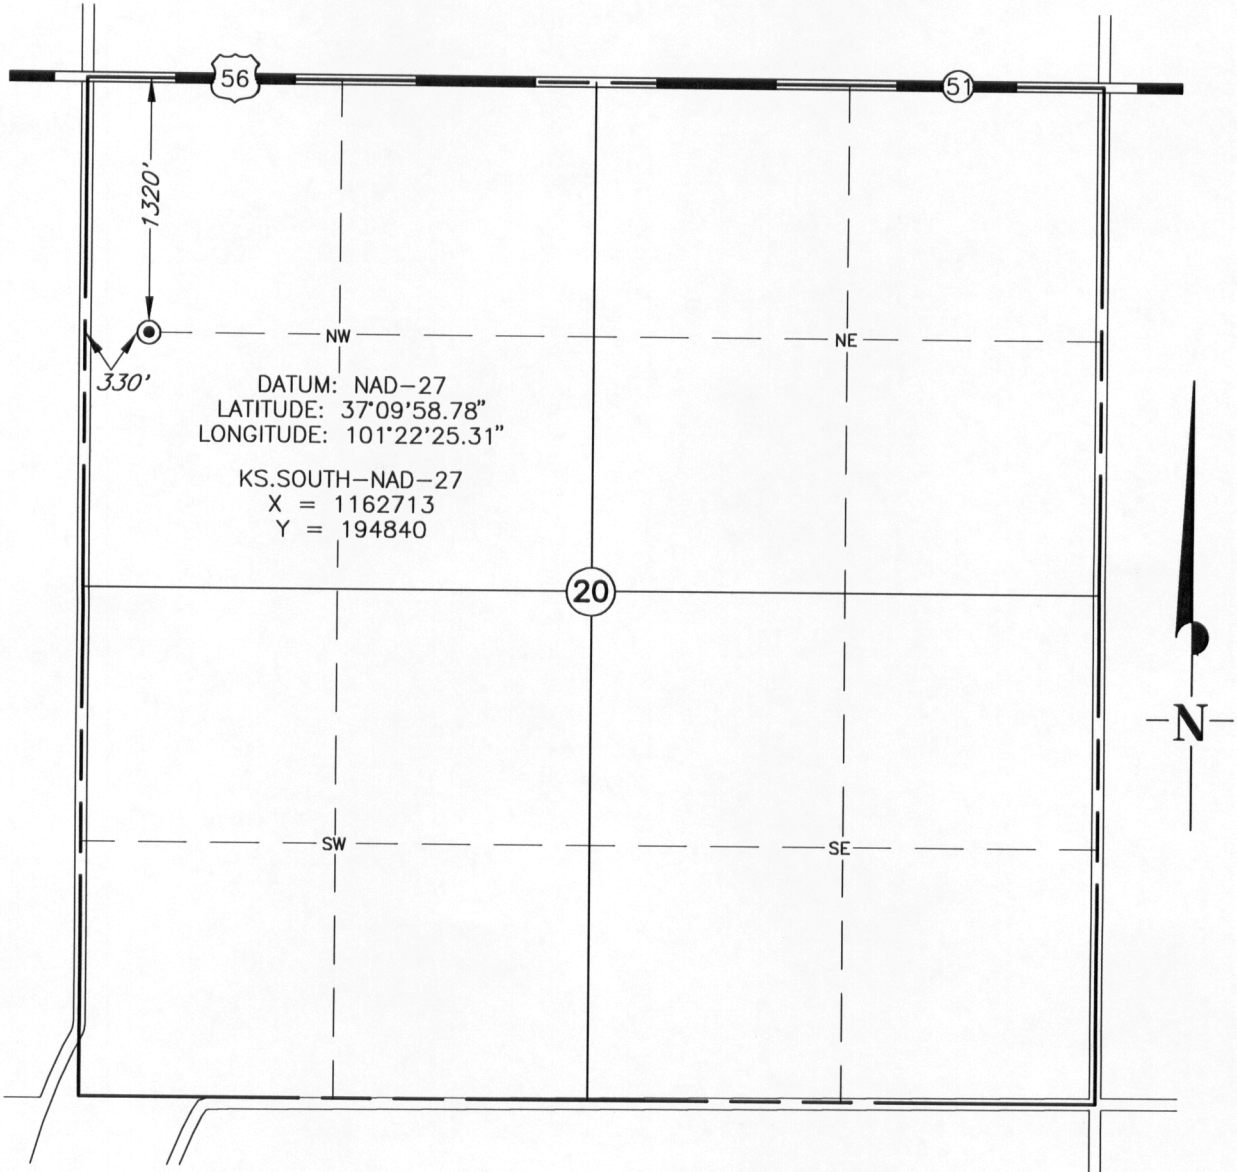 56
51
1320'
330'
NW
NE
DATUM: NAD-27
LATITUDE: 37°09'58.78"
LONGITUDE: 101°22'25.31"
KS.SOUTH-NAD-27
X = 1162713
Y = 194840
20
N
SW
SE